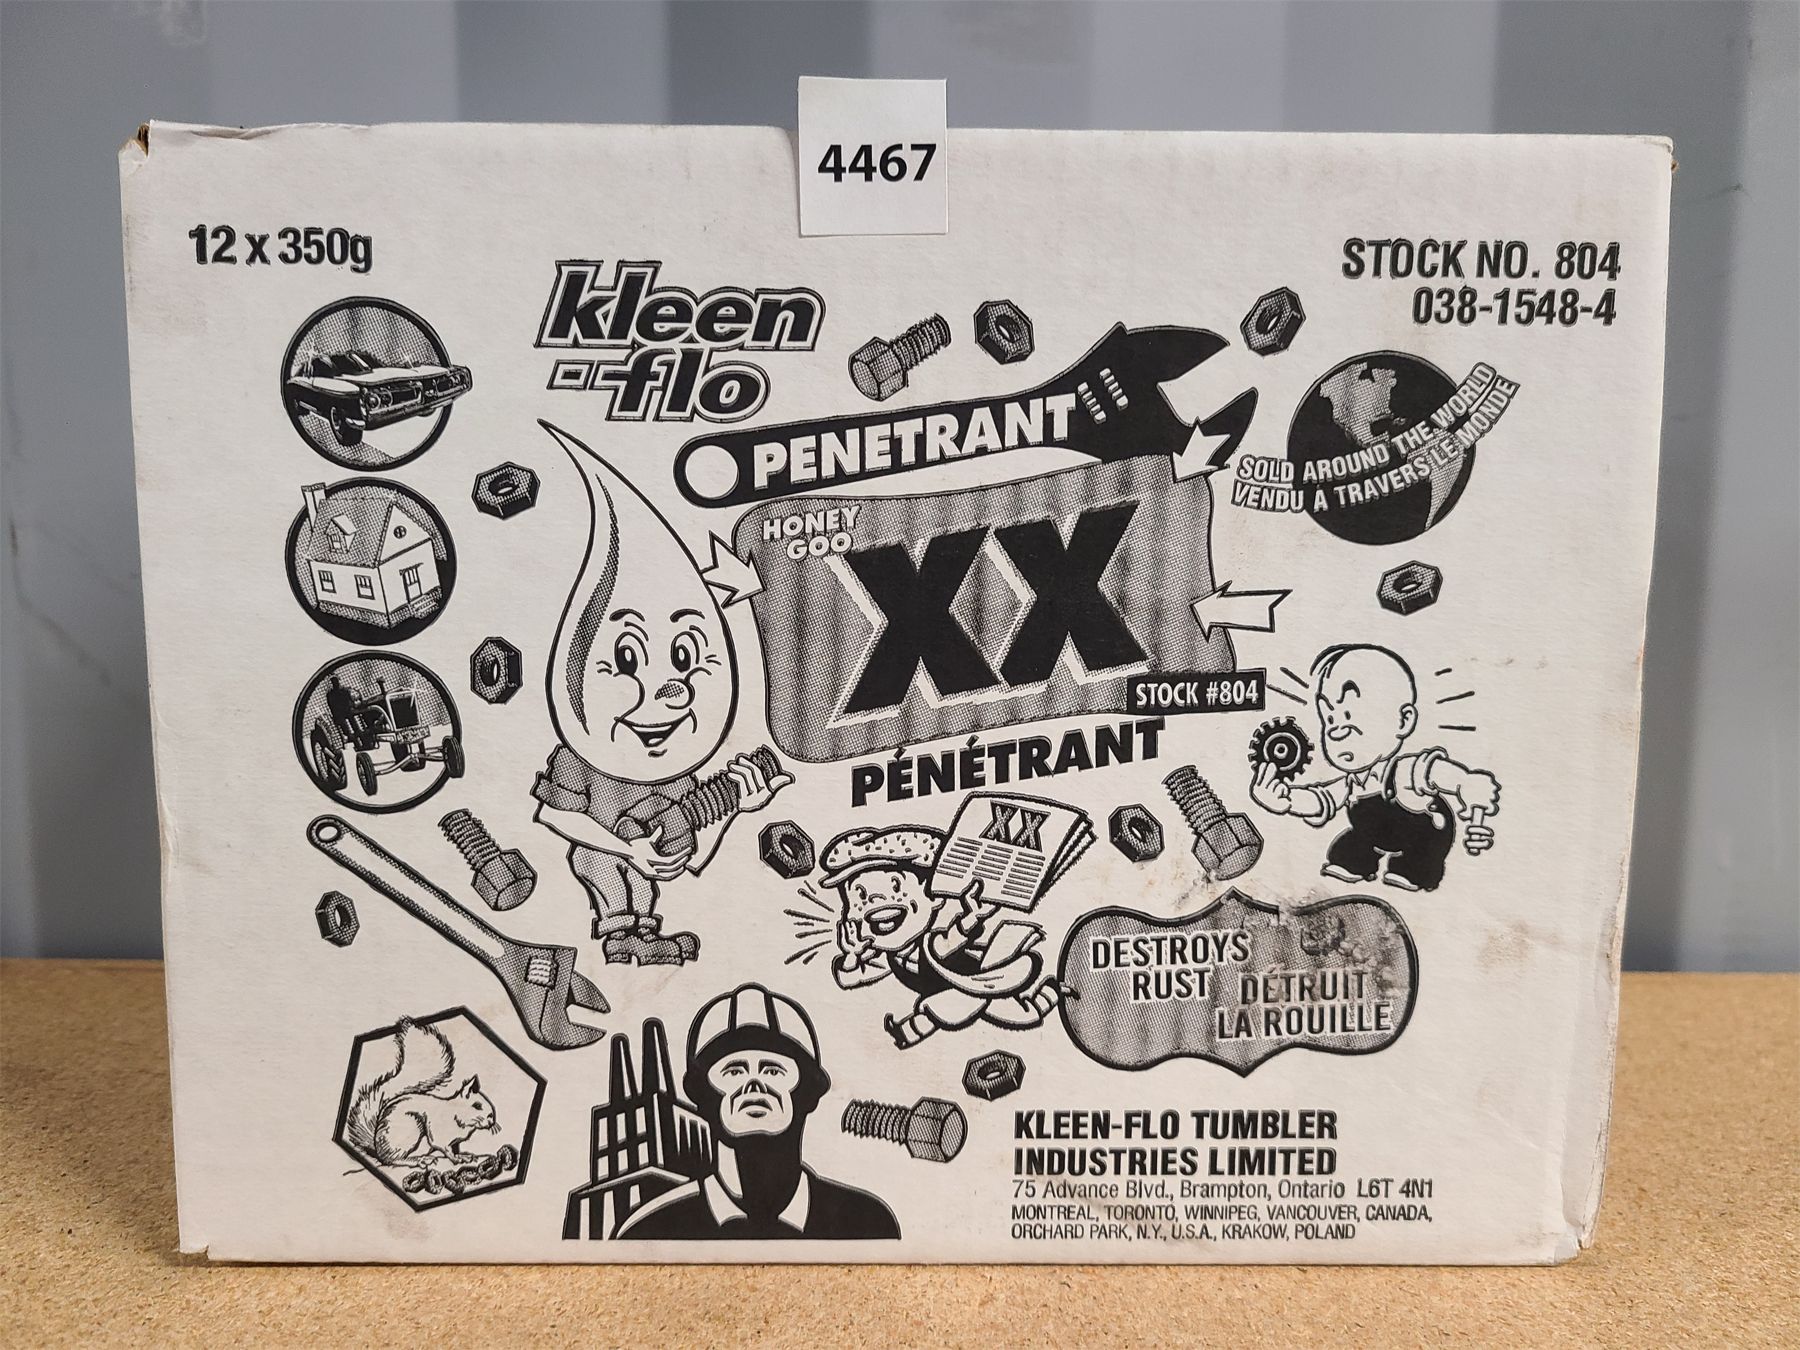 4467
12 x 350g
STOCK NO. 804
038-1548-4
kleen
-flo
PENETRANT
SOLD AROUND THE WORLD
VENDU À TRAVERS LE MONDE
HONEY
GOO
XX
STOCK #804
PÉNÉTRANT
XX
DESTROYS
RUST
DÉTRUIT
LA ROUILLE
KLEEN-FLO TUMBLER
INDUSTRIES LIMITED
75 Advance Blvd., Brampton, Ontario L6T 4N1
MONTREAL, TORONTO, WINNIPEG, VANCOUVER, CANADA,
ORCHARD PARK, N.Y., U.S.A., KRAKOW, POLAND